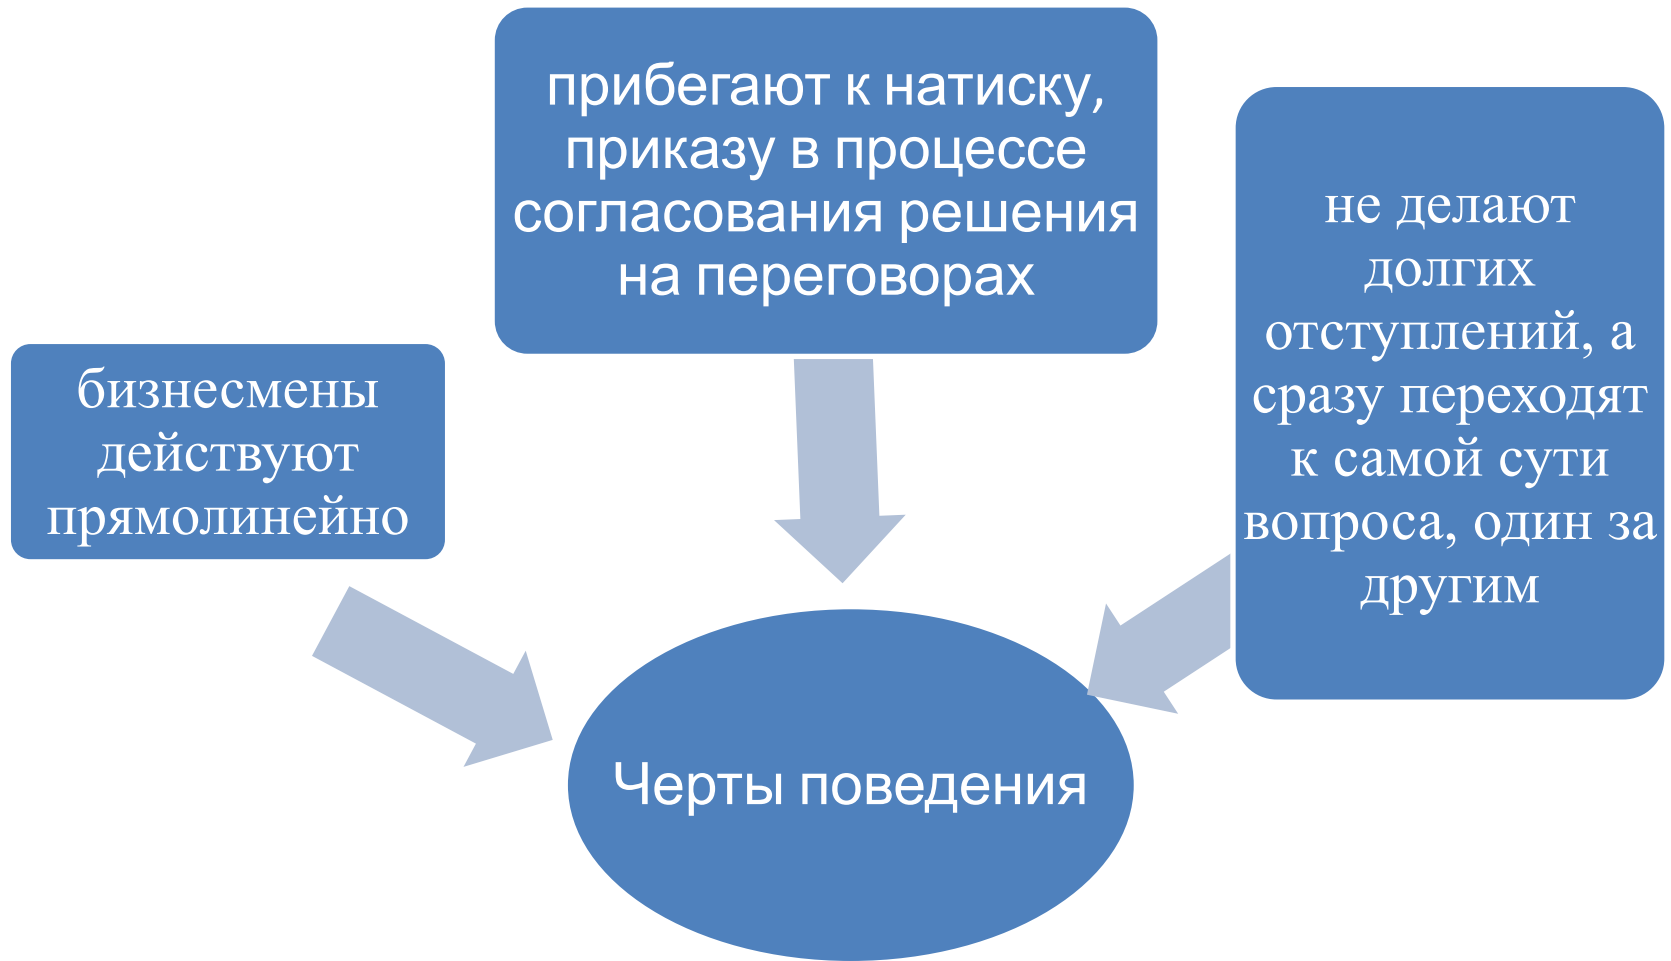 бизнесмены
действуют
прямолинейно
прибегают к натиску,
приказу в процессе
согласования решения
на переговорах
не делают
долгих
отступлений, а
сразу переходят
к самой сути
вопроса, один за
другим
Черты поведения